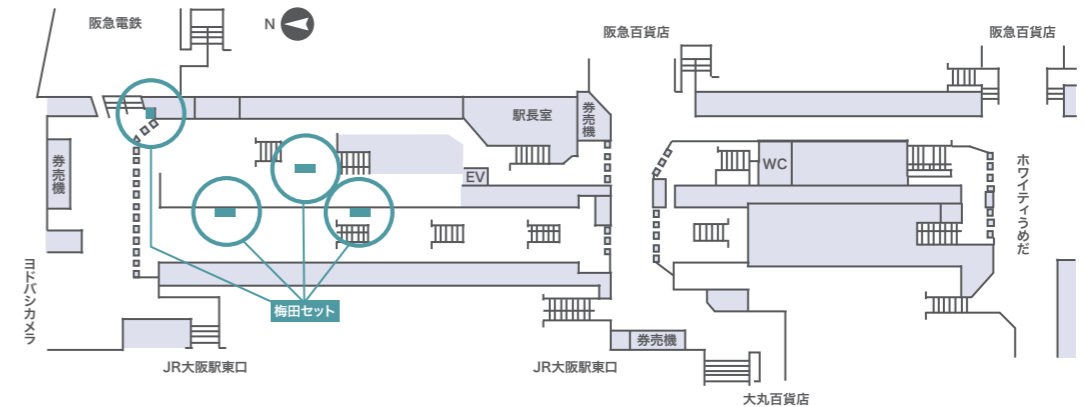 阪急電鉄
N
阪急百貨店
阪急百貨店
駅長室
券売機
券売機
EV
WC
ホワイティうめだ
ヨドバシカメラ
梅田セット
券売機
JR大阪駅東口
JR大阪駅東口
大丸百貨店